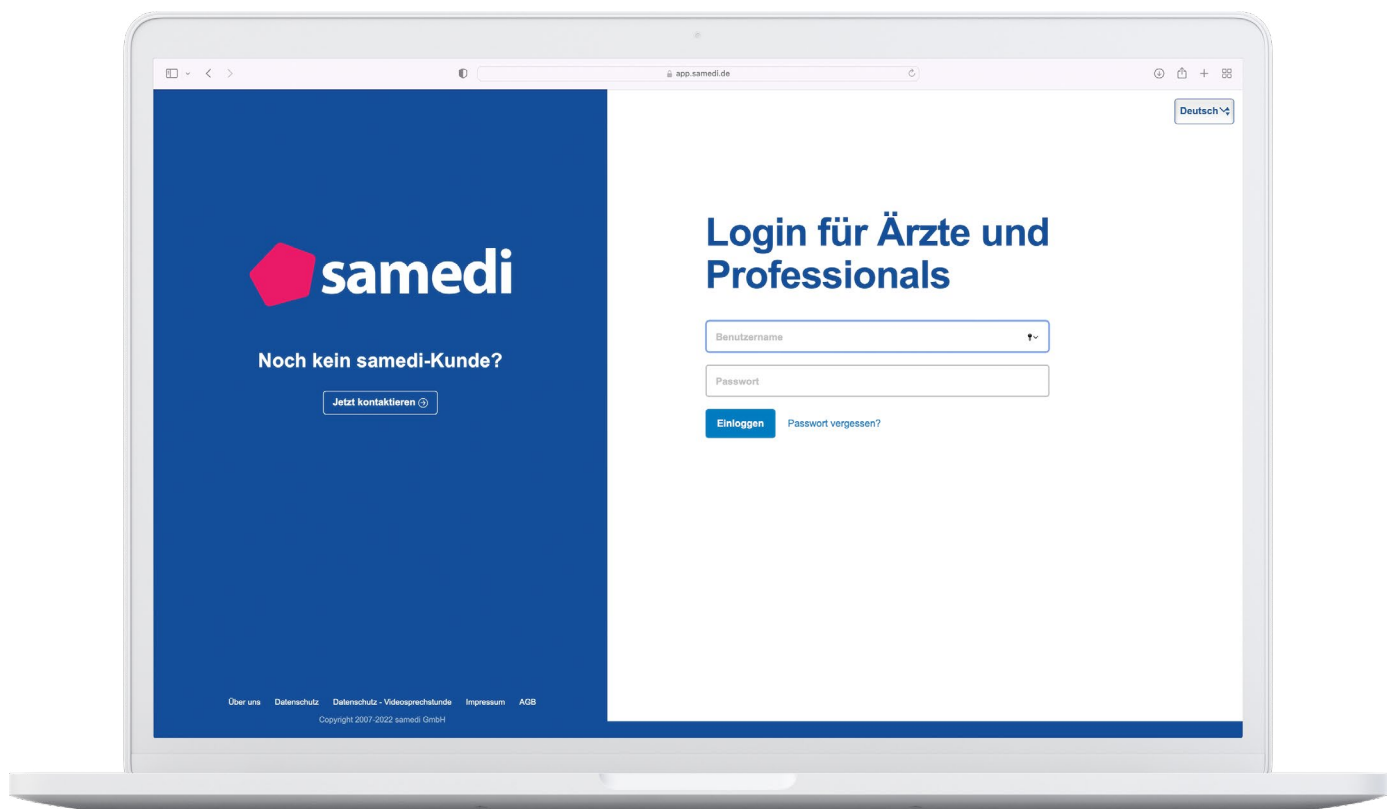 app.samedi.de
Deutsch
samedi
Noch kein samedi-Kunde?
Jetzt kontaktieren
Über uns Datenschutz Datenschutz - Videosprechstunde Impressum AGB
Copyright 2007-2022 samedi GmbH
Login für Ärzte und
Professionals
Benutzername
Passwort
Einloggen Passwort vergessen?